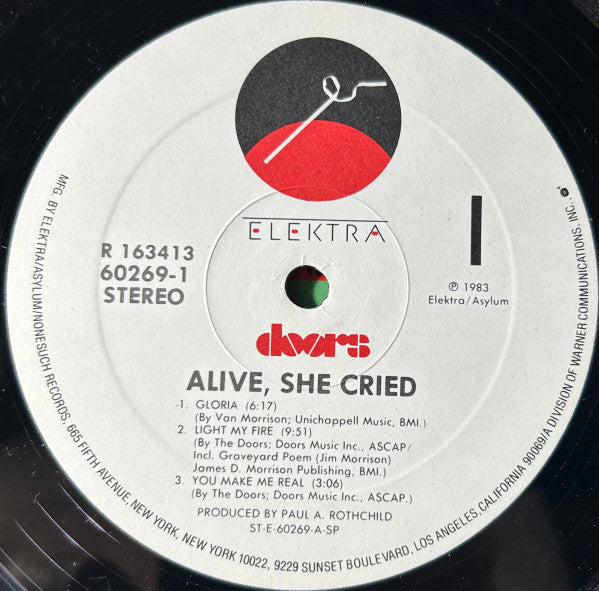 ELEKTRA
R 163413
60269-1
STEREO
I
℗ 1983
Elektra/Asylum
doors
ALIVE, SHE CRIED
1. GLORIA (6:17)
(By Van Morrison; Unichappell Music, BMI.)
2. LIGHT MY FIRE (9:51)
(By The Doors; Doors Music Inc., ASCAP/
Incl. Graveyard Poem (Jim Morrison)
James D. Morrison Publishing, BMI.)
3. YOU MAKE ME REAL (3:06)
(By The Doors; Doors Music Inc., ASCAP.)
PRODUCED BY PAUL A. ROTHCHILD
ST-E-60269-A-SP
MFG. BY ELEKTRA/ASYLUM/NONESUCH RECORDS, 665 FIFTH AVENUE, NEW YORK, NEW YORK 10022, 9229 SUNSET BOULEVARD, LOS ANGELES, CALIFORNIA 90069/A DIVISION OF WARNER COMMUNICATIONS, INC.